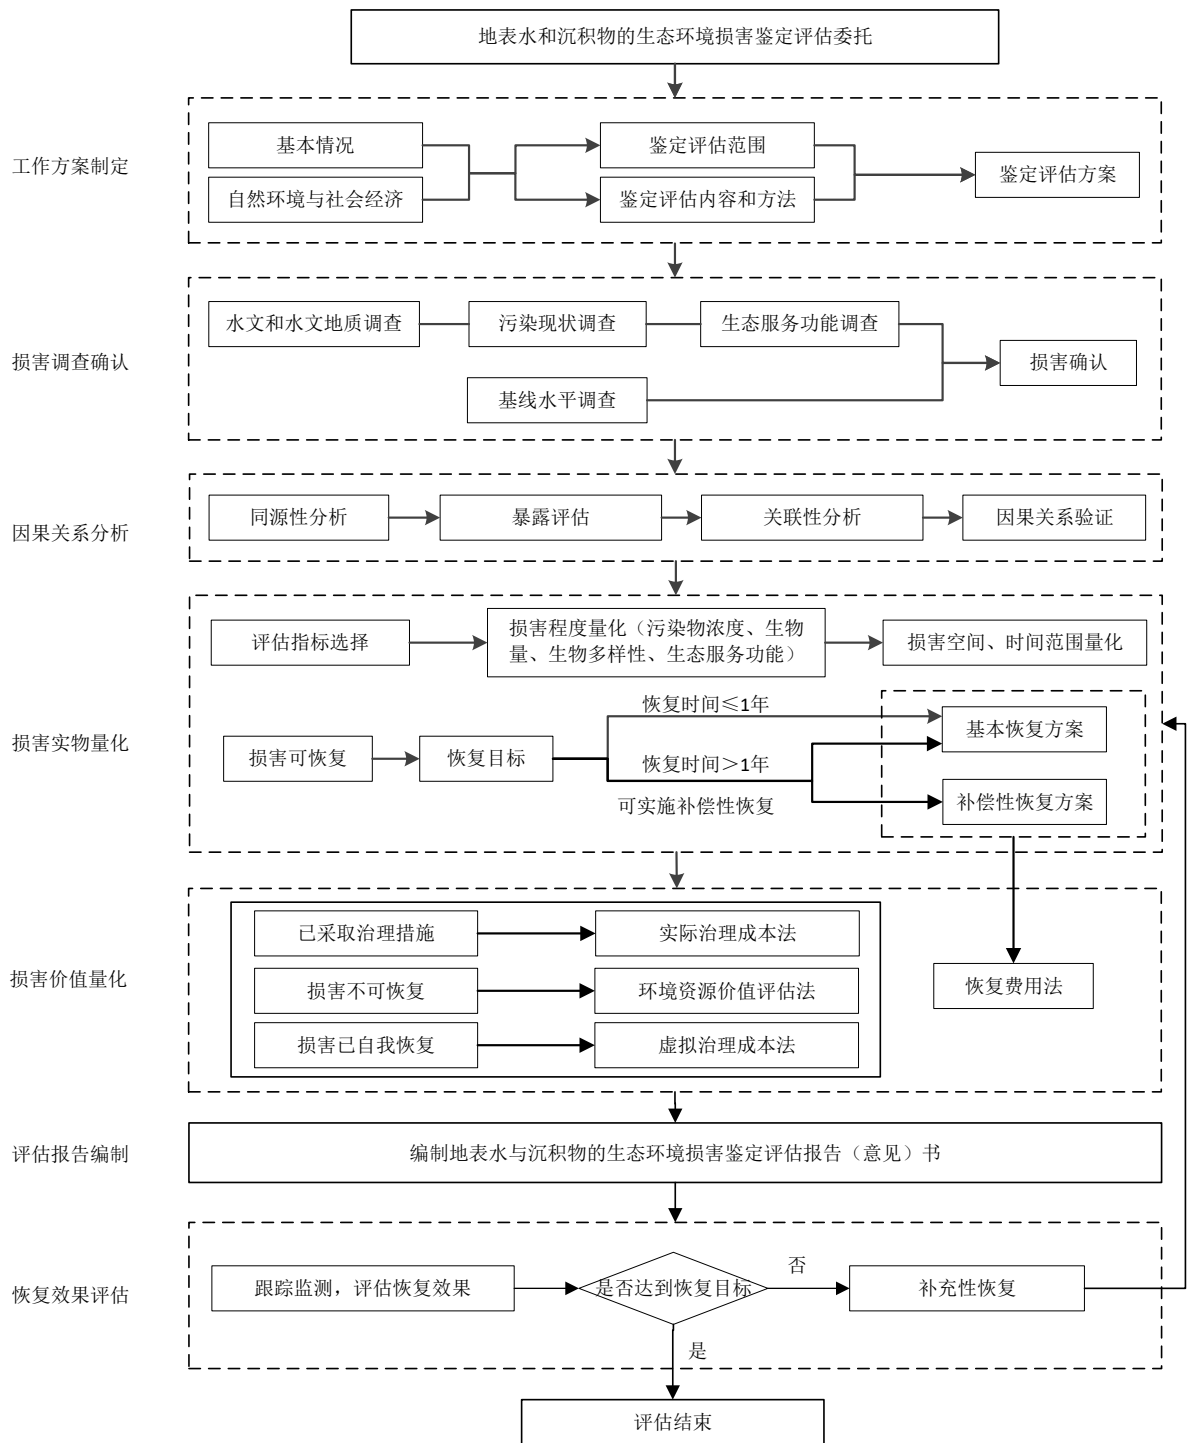 地表水和沉积物的生态环境损害鉴定评估委托
工作方案制定
基本情况
自然环境与社会经济
鉴定评估范围
鉴定评估内容和方法
鉴定评估方案
损害调查确认
水文和水文地质调查
污染现状调查
生态服务功能调查
基线水平调查
损害确认
因果关系分析
同源性分析
暴露评估
关联性分析
因果关系验证
损害实物量化
评估指标选择
损害程度量化（污染物浓度、生物
量、生物多样性、生态服务功能）
损害空间、时间范围量化
损害可恢复
恢复目标
恢复时间≤1年
恢复时间＞1年
可实施补偿性恢复
基本恢复方案
补偿性恢复方案
损害价值量化
已采取治理措施
实际治理成本法
损害不可恢复
环境资源价值评估法
损害已自我恢复
虚拟治理成本法
恢复费用法
评估报告编制
编制地表水与沉积物的生态环境损害鉴定评估报告（意见）书
恢复效果评估
跟踪监测，评估恢复效果
是否达到恢复目标
否
补充性恢复
是
评估结束